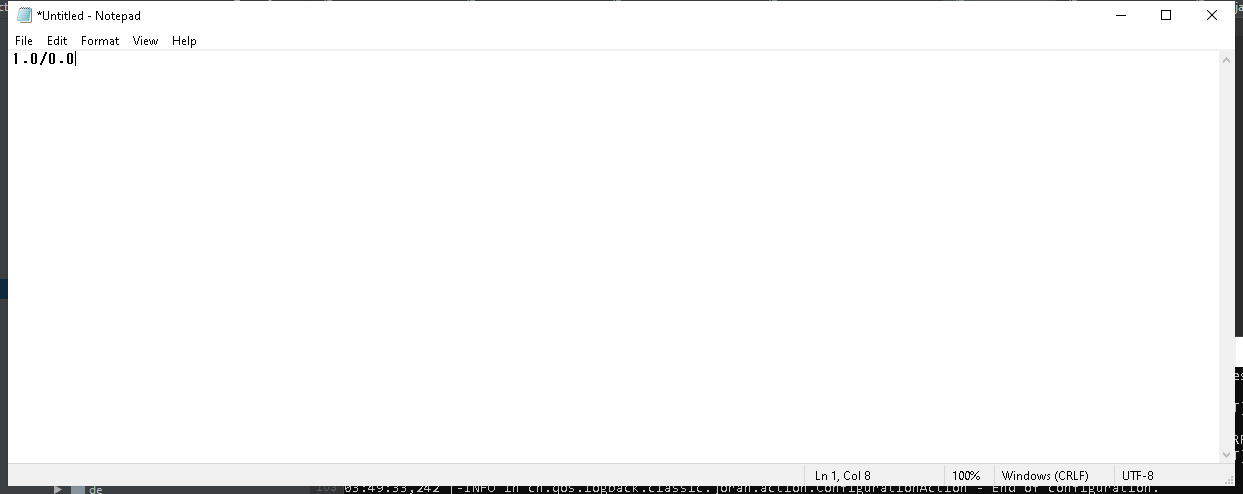 *Untitled - Notepad
File Edit Format View Help
1.0/0.0
Ln 1, Col 8 100% Windows (CRLF) UTF-8
de
03:49:33,242 |-INFO in ch.qos.logback.classic.joran.action.ConfigurationAction - End of configuration.